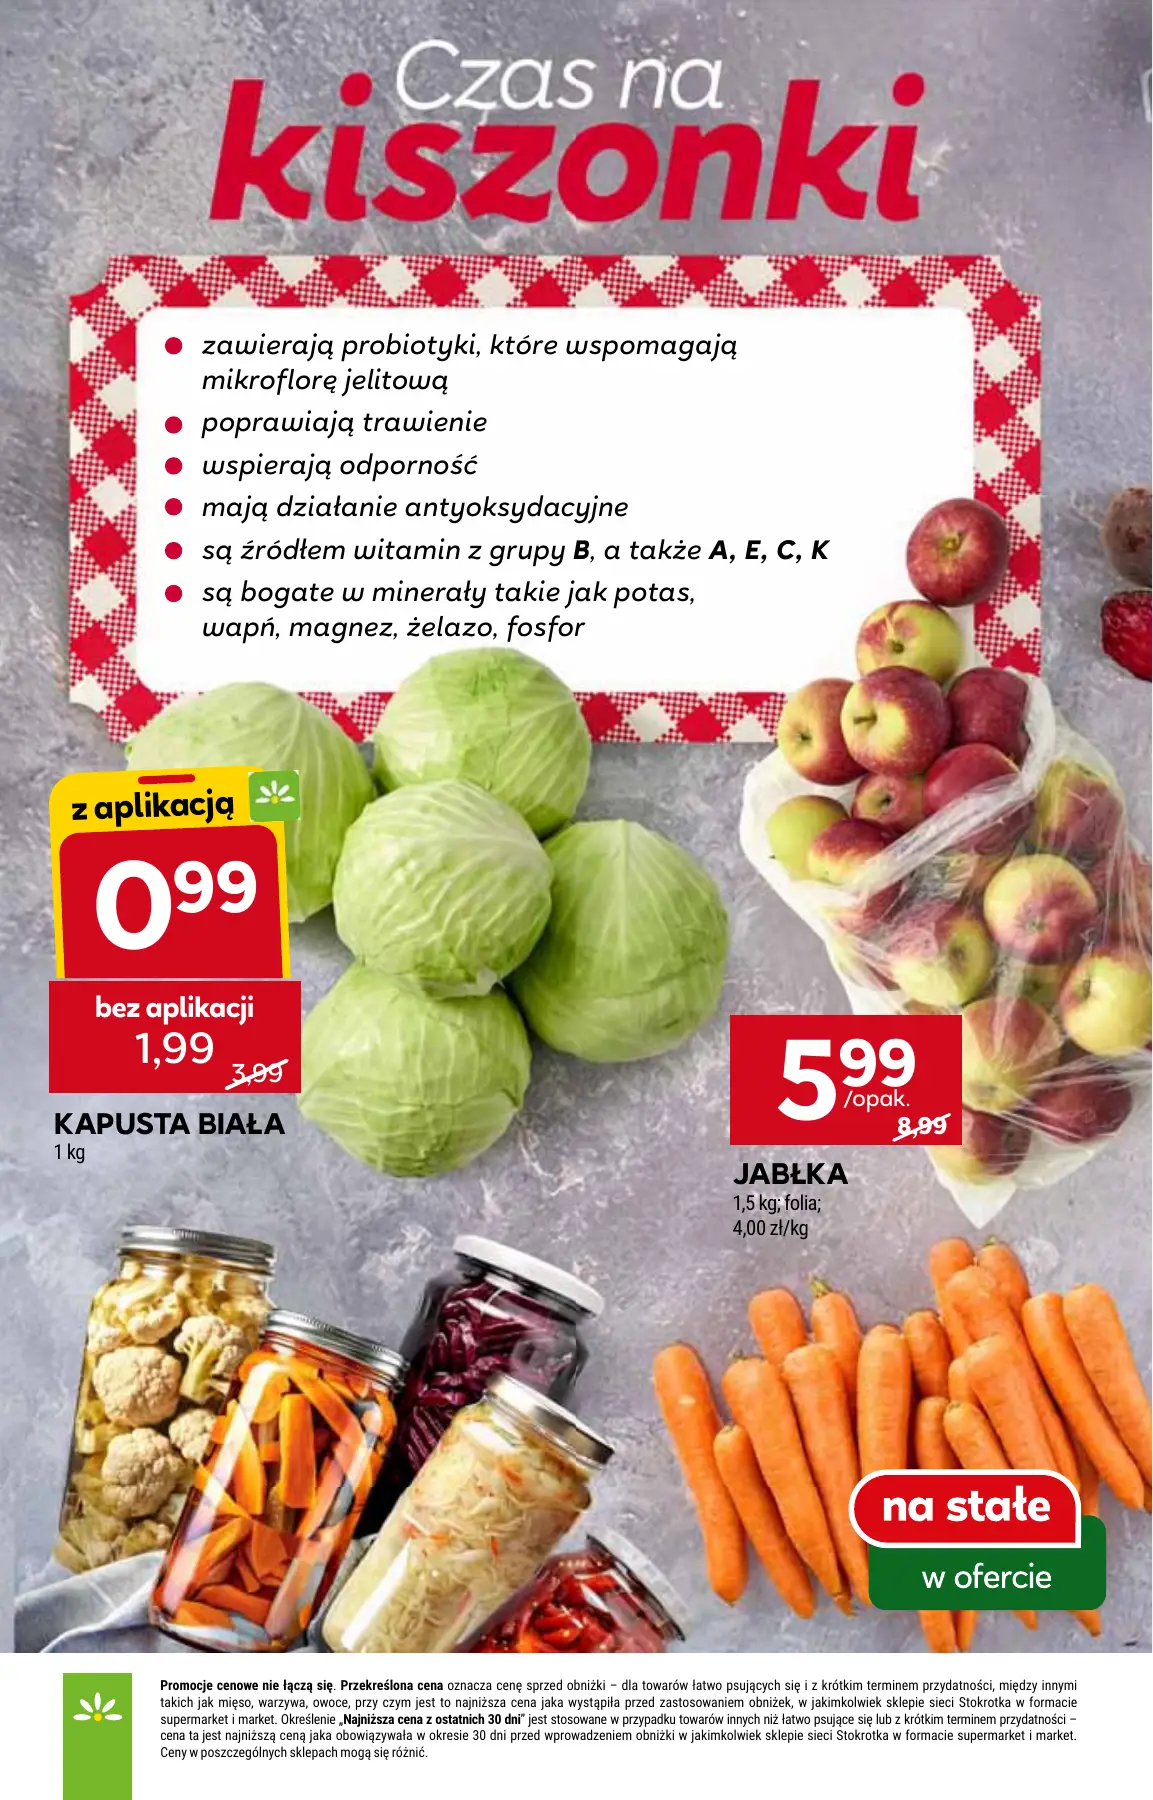 Czas na
kiszonki
zawierają probiotyki, które wspomagają
mikroflorę jelitową
poprawiają trawienie
wspierają odporność
mają działanie antyoksydacyjne
są źródłem witamin z grupy B, a także A, E, C, K
są bogate w minerały takie jak potas,
wapń, magnez, żelazo, fosfor
z aplikacją
0 99
bez aplikacji
1,99
3,99
KAPUSTA BIAŁA
1 kg
5 99
/opak.
8,99
JABŁKA
1,5 kg; folia;
4,00 zł/kg
na stałe
w ofercie
Promocje cenowe nie łączą się. Przekreślona cena oznacza cenę sprzed obniżki – dla towarów łatwo psujących się i z krótkim terminem przydatności, między innymi
takich jak mięso, warzywa, owoce, przy czym jest to najniższa cena jaka wystąpiła przed zastosowaniem obniżek, w jakimkolwiek sklepie sieci Stokrotka w formacie
supermarket i market. Określenie „Najniższa cena z ostatnich 30 dni” jest stosowane w przypadku towarów innych niż łatwo psujące się lub z krótkim terminem przydatności –
cena ta jest najniższą ceną jaka obowiązywała w okresie 30 dni przed wprowadzeniem obniżki w jakimkolwiek sklepie sieci Stokrotka w formacie supermarket i market.
Ceny w poszczególnych sklepach mogą się różnić.